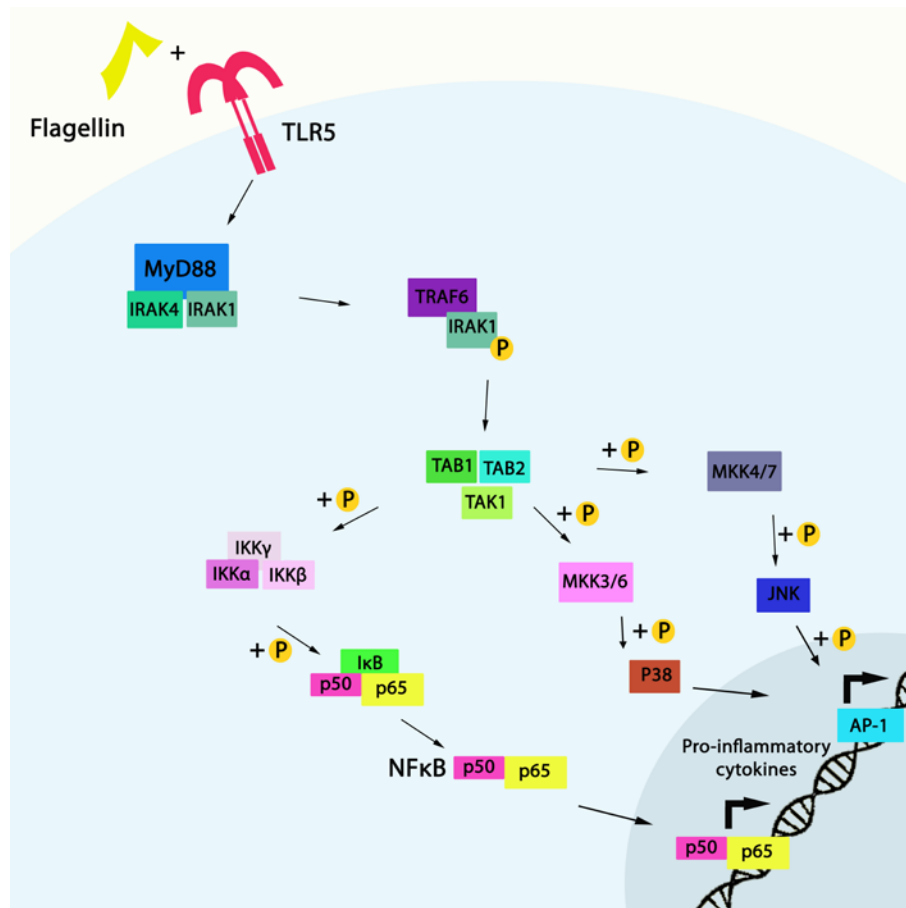 +
Flagellin
TLR5
MyD88
IRAK4 IRAK1
TRAF6
IRAK1
P
TAB1 TAB2
TAK1
+ P
MKK4/7
+ P
+ P
+ P
IKKγ
IKKα IKKβ
MKK3/6
JNK
+ P
+ P
+ P
IκB
p50 p65
P38
AP-1
Pro-inflammatory
cytokines
NFκB p50 p65
p50 p65